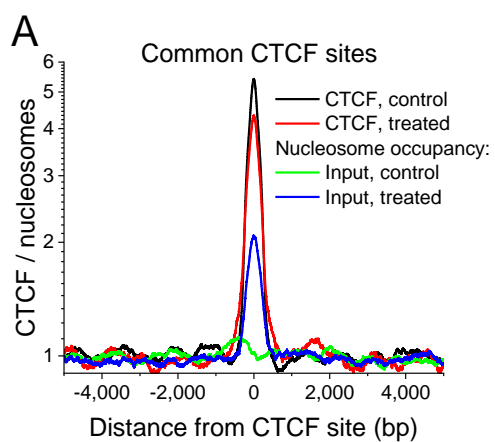 A
Common CTCF sites
CTCF, control
CTCF, treated
Nucleosome occupancy:
Input, control
Input, treated
CTCF / nucleosomes
6
5
4
3
2
1
-4,000 -2,000 0 2,000 4,000
Distance from CTCF site (bp)